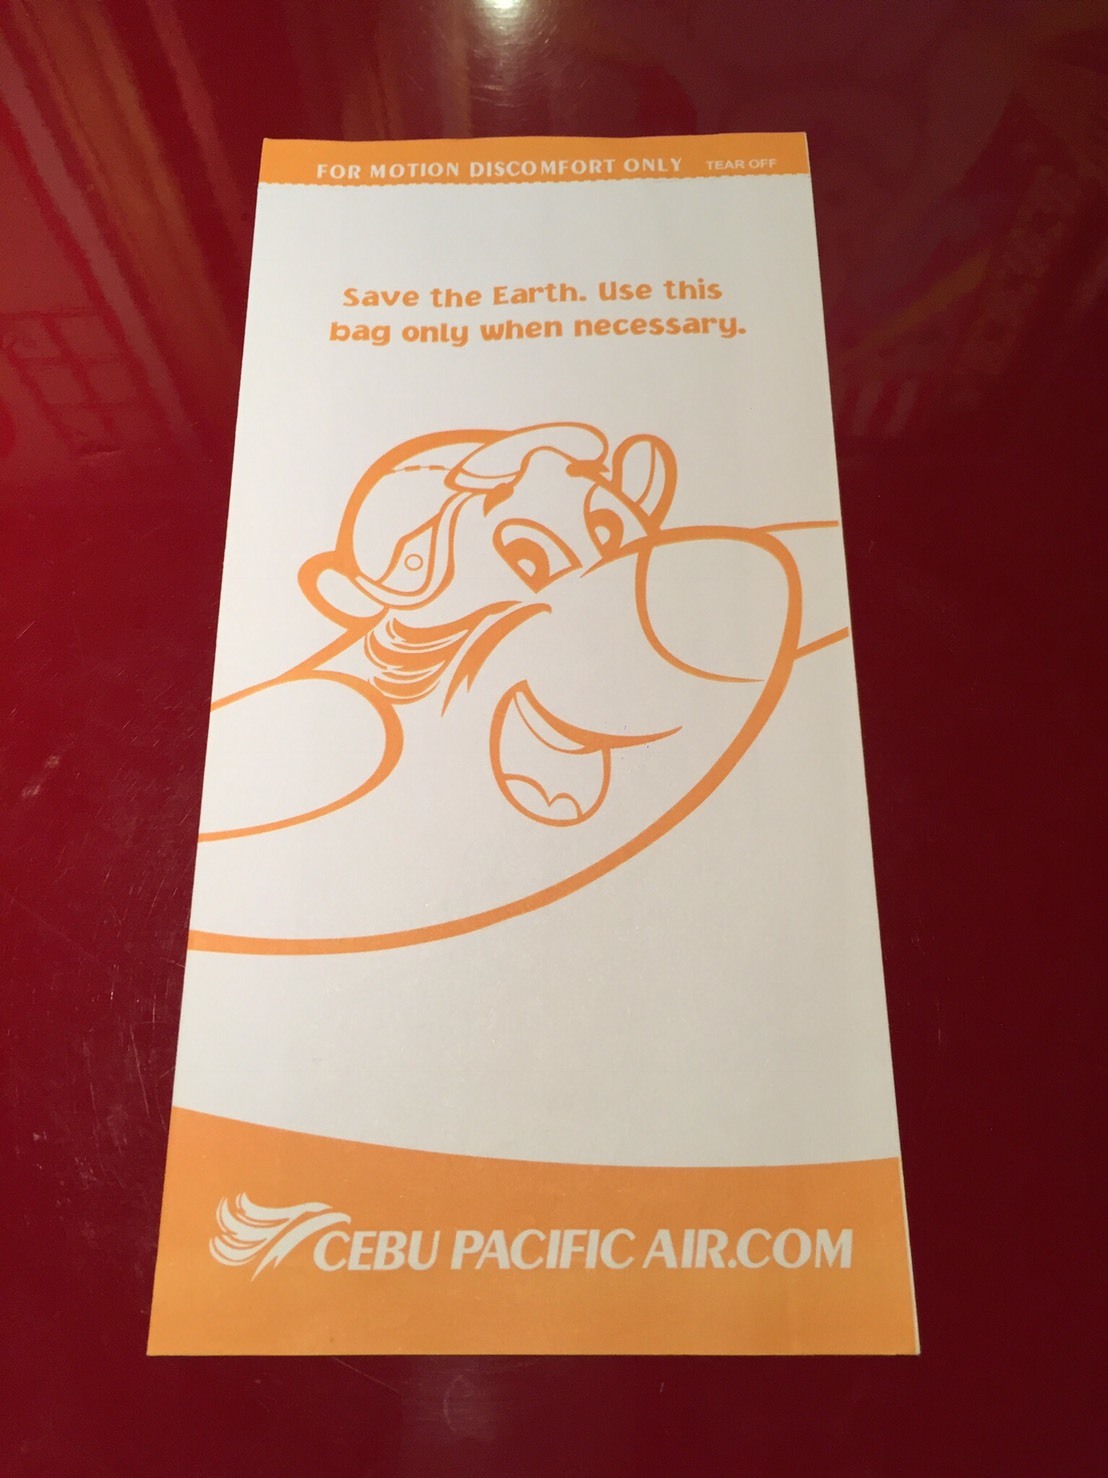 FOR MOTION DISCOMFORT ONLY TEAR OFF
Save the Earth. Use this
bag only when necessary.
CEBU PACIFIC AIR.COM